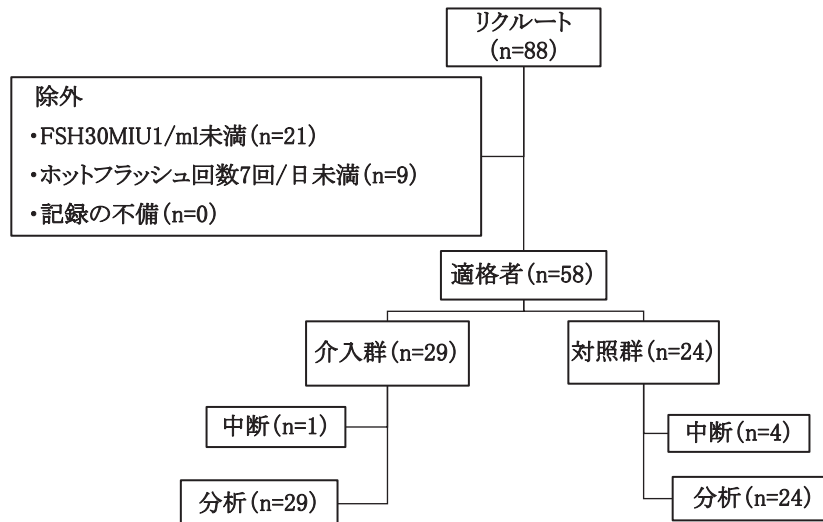 リクルート
(n=88)
除外
・FSH30MIU1/ml未満(n=21)
・ホットフラッシュ回数7回/日未満(n=9)
・記録の不備(n=0)
適格者(n=58)
介入群(n=29)
対照群(n=24)
中断(n=1)
中断(n=4)
分析(n=29)
分析(n=24)